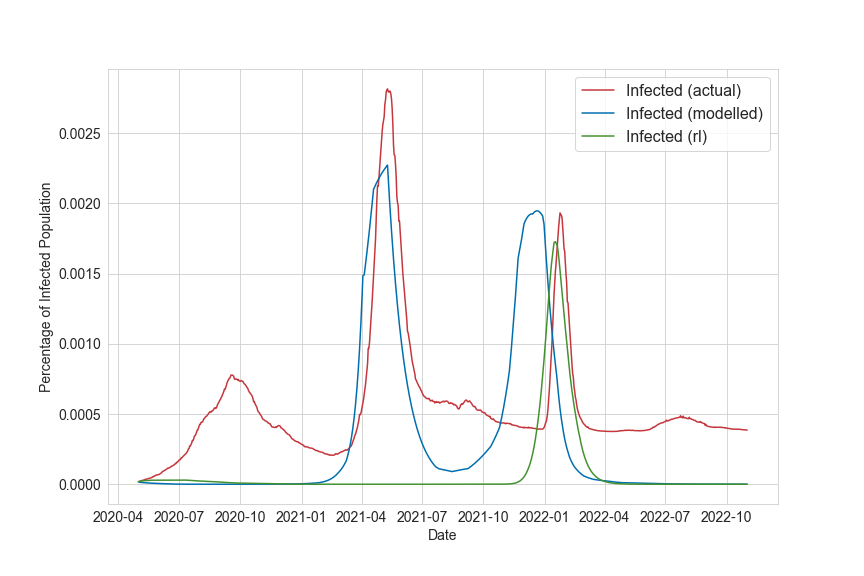 Infected (actual)
Infected (modelled)
Infected (rl)
Percentage of Infected Population
0.0025
0.0020
0.0015
0.0010
0.0005
0.0000
2020-04 2020-07 2020-10 2021-01 2021-04 2021-07 2021-10 2022-01 2022-04 2022-07 2022-10
Date